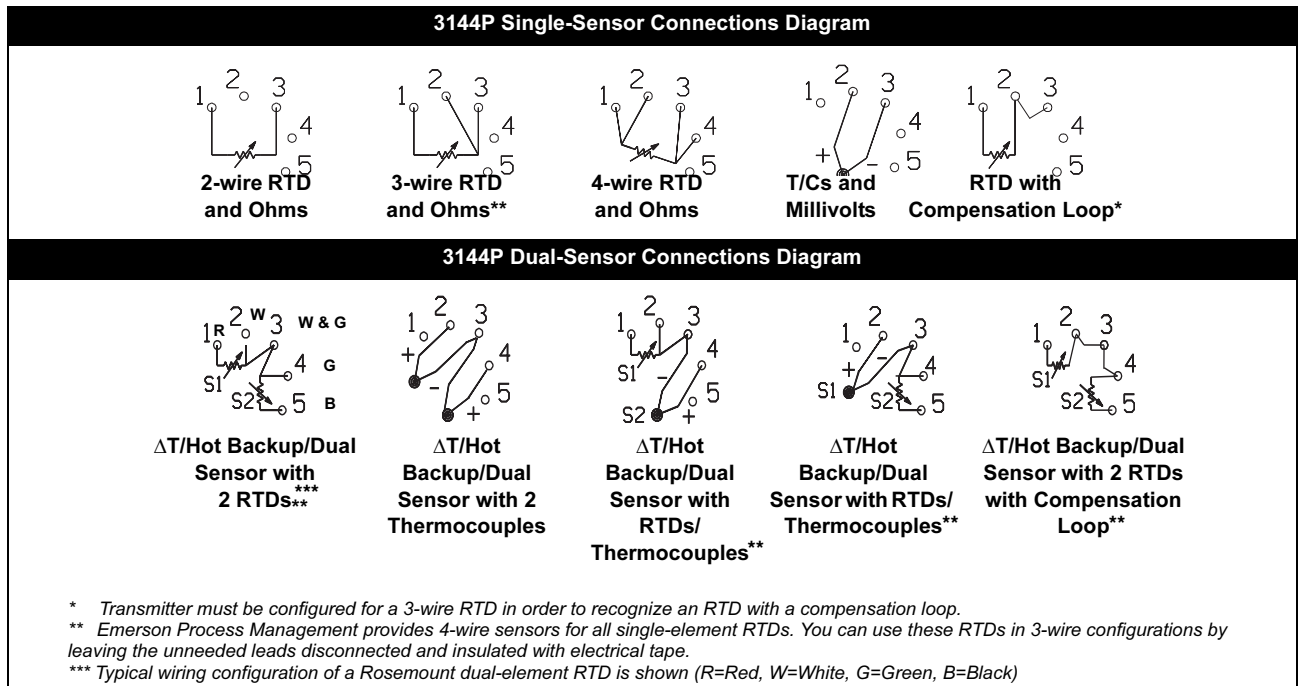 3144P Single-Sensor Connections Diagram
1 2 3 4 5
1 2 3 4 5
1 2 3 4 5
1 2 3 4 5 + -
1 2 3 4 5
2-wire RTD
and Ohms
3-wire RTD
and Ohms**
4-wire RTD
and Ohms
T/Cs and
Millivolts
RTD with
Compensation Loop*
3144P Dual-Sensor Connections Diagram
1 R 2 W 3 W & G
4 G
S1
S2 5 B
1 2 3 4 5 + - +
1 2 3 4 S1 - S2 +
1 2 3 4 5 + - S1 S2
1 2 3 4 5 S1 S2
ΔT/Hot Backup/Dual
Sensor with
2 RTDs***
**
ΔT/Hot
Backup/Dual
Sensor with 2
Thermocouples
ΔT/Hot
Backup/Dual
Sensor with
RTDs/
Thermocouples**
ΔT/Hot
Backup/Dual
Sensor with RTDs/
Thermocouples**
ΔT/Hot Backup/Dual
Sensor with 2 RTDs
with Compensation
Loop**
* Transmitter must be configured for a 3-wire RTD in order to recognize an RTD with a compensation loop.
** Emerson Process Management provides 4-wire sensors for all single-element RTDs. You can use these RTDs in 3-wire configurations by
leaving the unneeded leads disconnected and insulated with electrical tape.
*** Typical wiring configuration of a Rosemount dual-element RTD is shown (R=Red, W=White, G=Green, B=Black)